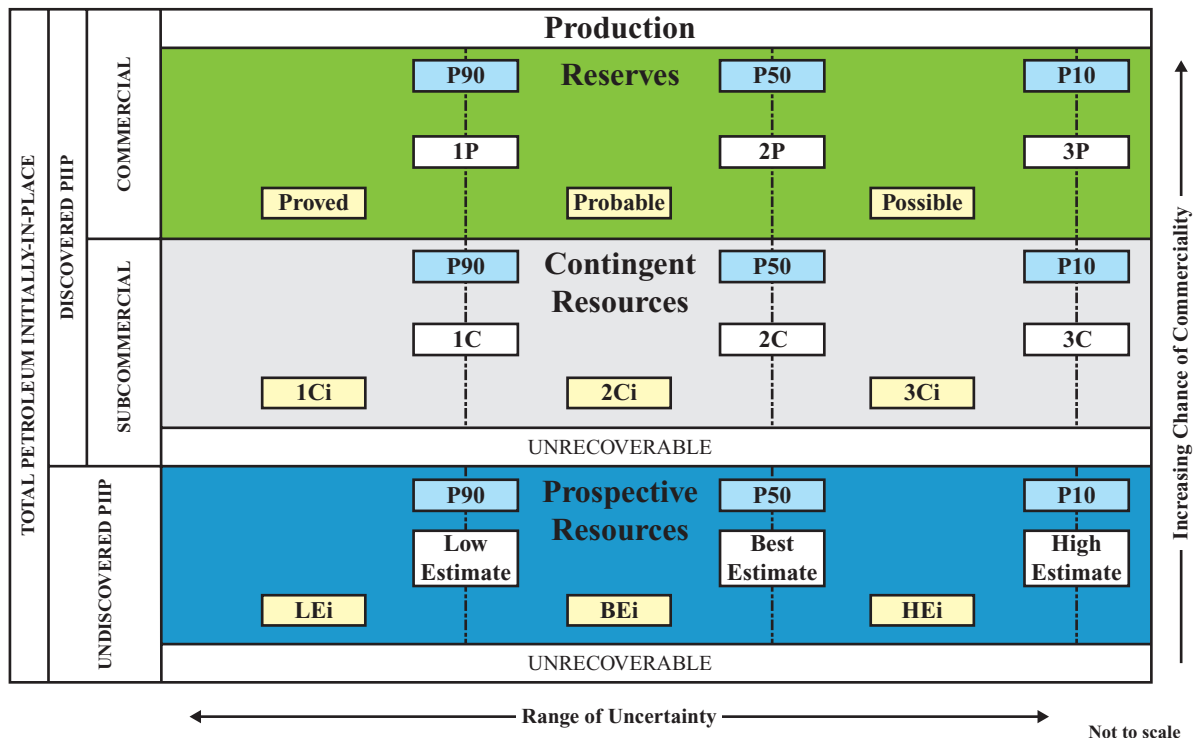 Production
P90
Reserves
P50
P10
1P
2P
3P
Proved
Probable
Possible
P90
Contingent
Resources
P50
P10
1C
2C
3C
1Ci
2Ci
3Ci
UNRECOVERABLE
P90
Prospective
Resources
P50
P10
Low
Estimate
Best
Estimate
High
Estimate
LEi
BEi
HEi
UNRECOVERABLE
TOTAL PETROLEUM INITIALLY-IN-PLACE
DISCOVERED PIIP
UNDISCOVERED PIIP
COMMERCIAL
SUBCOMMERCIAL
Increasing Chance of Commerciality
Range of Uncertainty
Not to scale